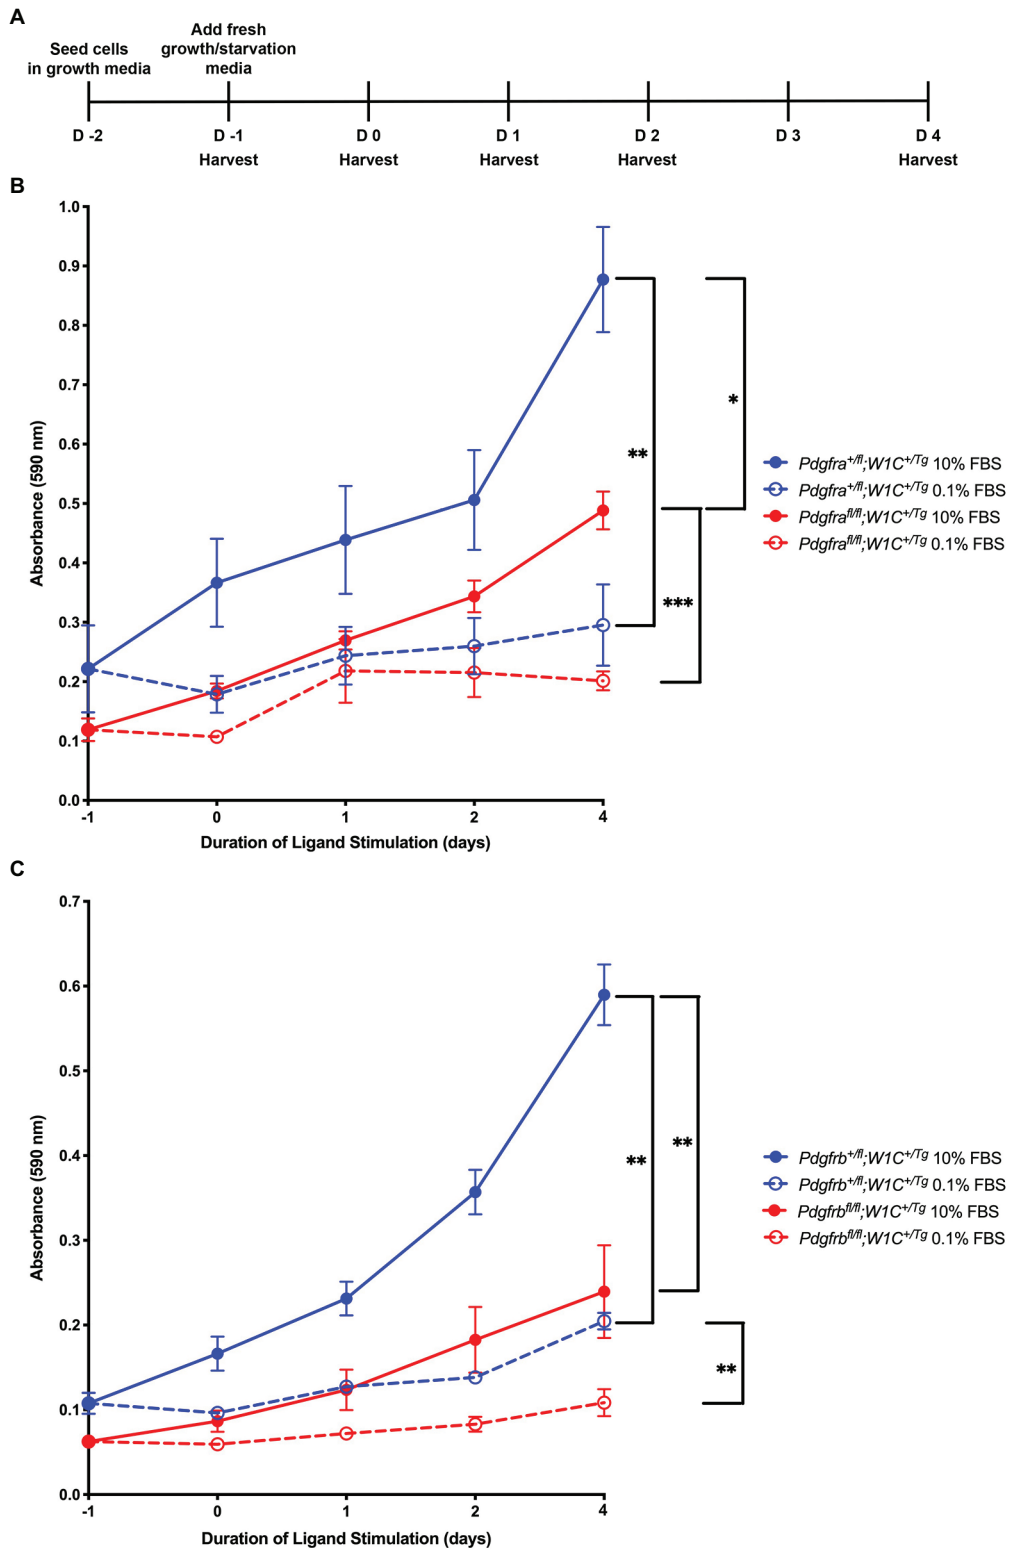 A
Seed cells
in growth media
Add fresh
growth/starvation
media
D -2
D -1
D 0
D 1
D 2
D 3
D 4
Harvest
Harvest
Harvest
Harvest
Harvest
B
1.0
0.9
0.8
0.7
0.6
0.5
0.4
0.3
0.2
0.1
0.0
Absorbance (590 nm)
-1
0
1
2
4
Duration of Ligand Stimulation (days)
**
*
***
Pdgfra+/fl;W1C+/Tg 10% FBS
Pdgfra+/fl;W1C+/Tg 0.1% FBS
Pdgfrafl/fl;W1C+/Tg 10% FBS
Pdgfrafl/fl;W1C+/Tg 0.1% FBS
C
0.7
0.6
0.5
0.4
0.3
0.2
0.1
0.0
Absorbance (590 nm)
-1
0
1
2
4
Duration of Ligand Stimulation (days)
**
**
**
Pdgfrb+/fl;W1C+/Tg 10% FBS
Pdgfrb+/fl;W1C+/Tg 0.1% FBS
Pdgfrbfl/fl;W1C+/Tg 10% FBS
Pdgfrbfl/fl;W1C+/Tg 0.1% FBS